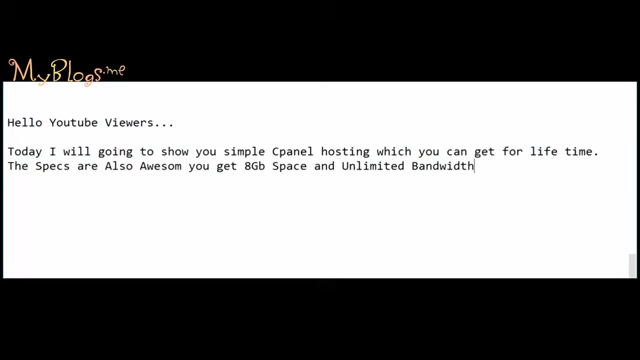 MyBlogs.me
Hello Youtube Viewers...
Today I will going to show you simple Cpanel hosting which you can get for life time.
The Specs are Also Awesom you get 8Gb Space and Unlimited Bandwidth